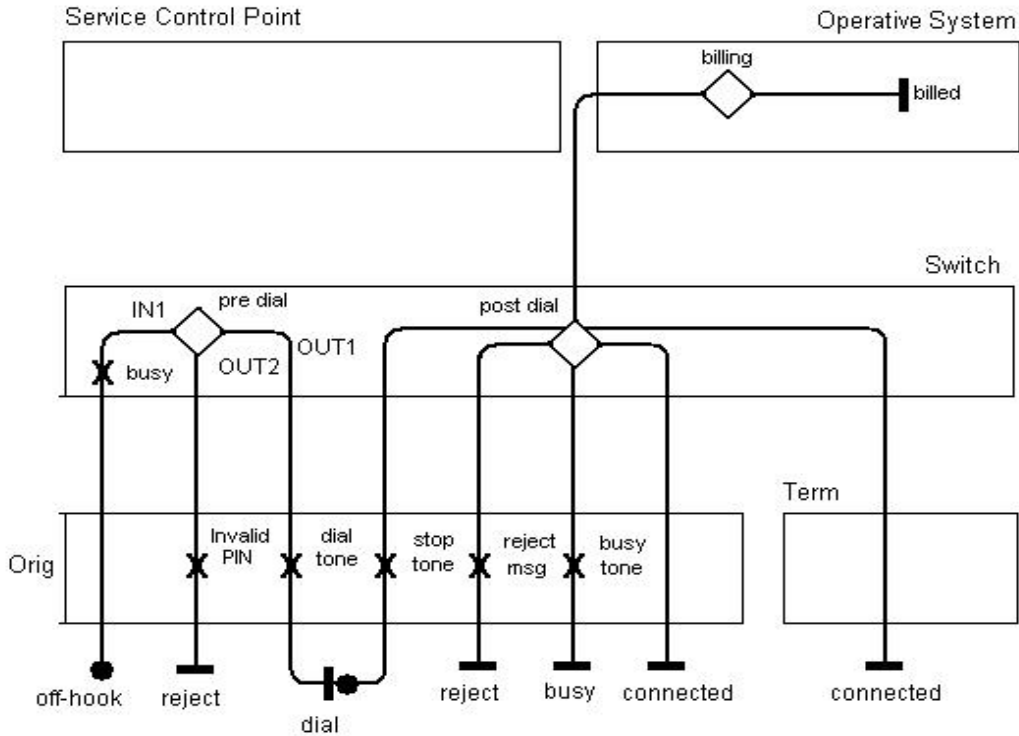 Service Control Point
Operative System
billing
billed
Switch
IN1
pre dial
post dial
OUT1
OUT2
busy
Term
Orig
Invalid
PIN
dial
tone
stop
tone
reject
msg
busy
tone
off-hook
reject
dial
reject
busy
connected
connected